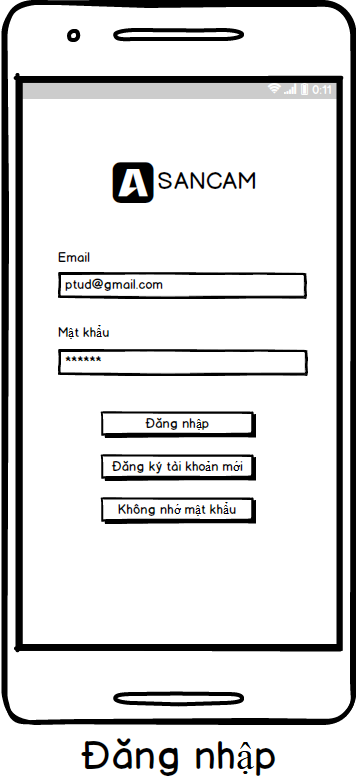 0:11
A SANCAM
Email
ptud@gmail.com
Mật khẩu
******
Đăng nhập
Đăng ký tài khoản mới
Không nhớ mật khẩu
Đăng nhập